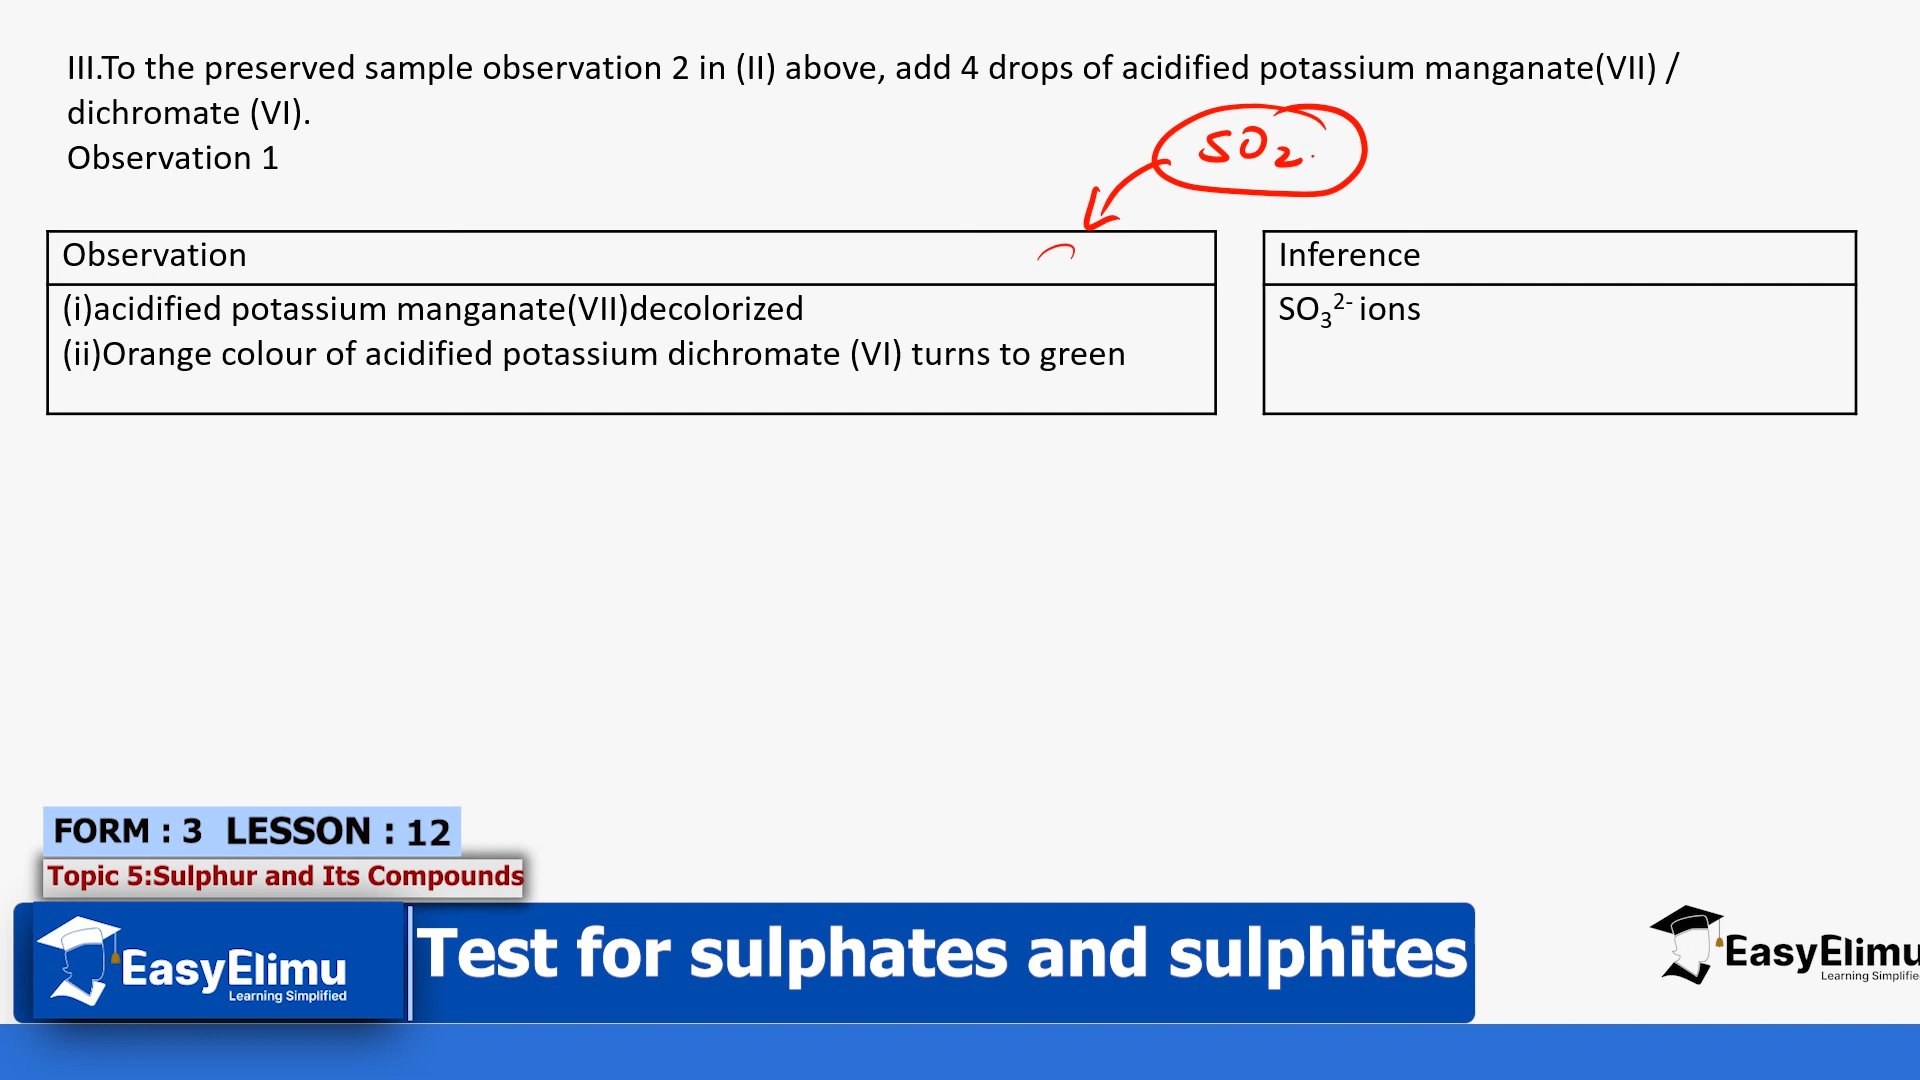 III.To the preserved sample observation 2 in (II) above, add 4 drops of acidified potassium manganate(VII) /
dichromate (VI).
Observation 1
SO₂.
Observation
(i)acidified potassium manganate(VII)decolorized
(ii)Orange colour of acidified potassium dichromate (VI) turns to green
Inference
SO₃²⁻ ions
FORM : 3 LESSON : 12
Topic 5:Sulphur and Its Compounds
EasyElimu
Learning Simplified
Test for sulphates and sulphites
EasyElimu
Learning Simplifie